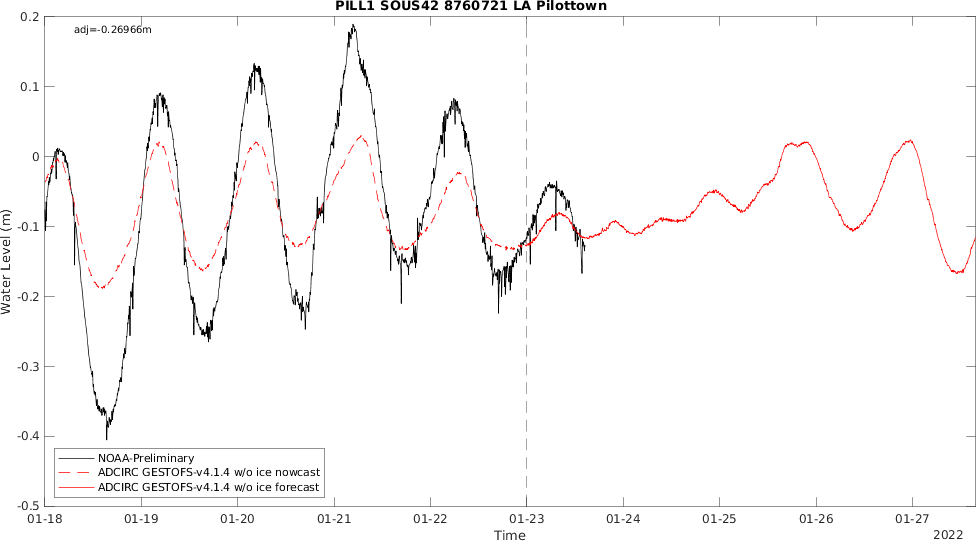 PILL1 SOUS42 8760721 LA Pilottown
adj=-0.26966m
0.2
0.1
0
-0.1
-0.2
-0.3
-0.4
-0.5
Water Level (m)
NOAA-Preliminary
ADCIRC GESTOFS-v4.1.4 w/o ice nowcast
ADCIRC GESTOFS-v4.1.4 w/o ice forecast
01-18 01-19 01-20 01-21 01-22 01-23 01-24 01-25 01-26 01-27
Time
2022